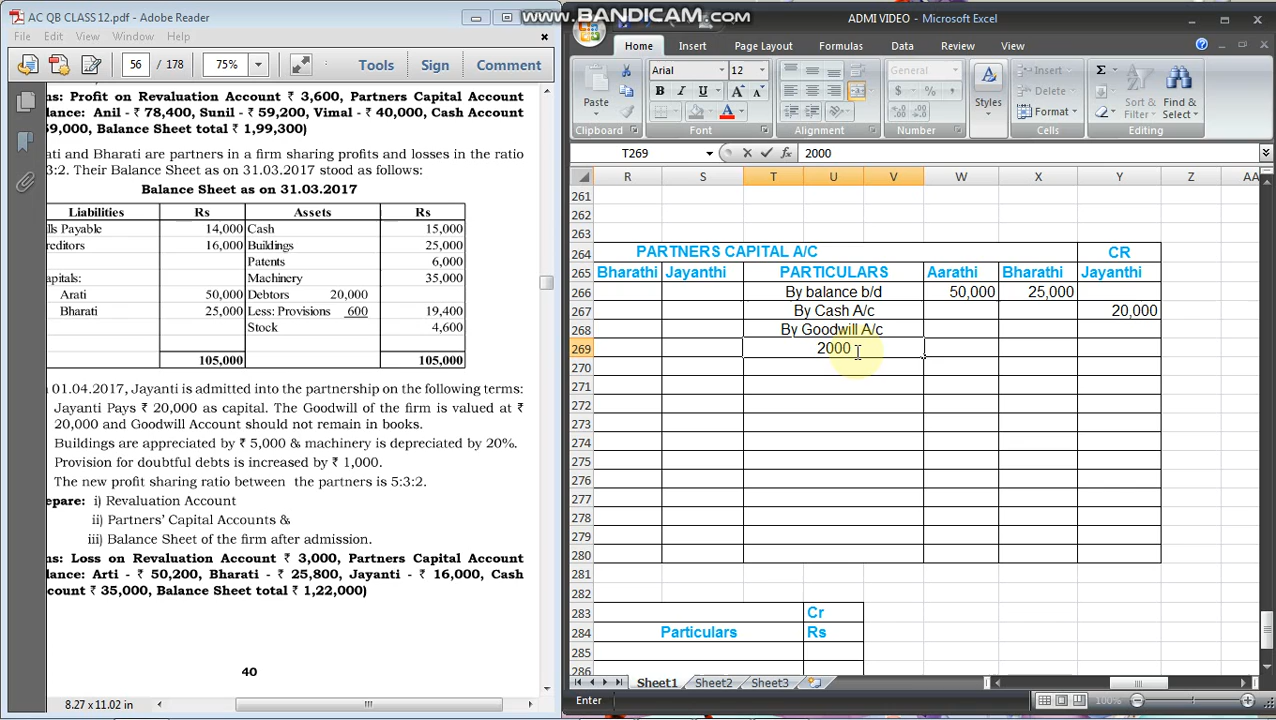 AC QB CLASS 12.pdf - Adobe Reader
www.BANDICAM.com
ADMI VIDEO - Microsoft Excel
File Edit View Window Help
Home Insert Page Layout Formulas Data Review View
56 / 178 75% Tools Sign Comment
Arial 12 General
Paste Styles Insert Delete Format Sort & Filter Find & Select
Clipboard Font Alignment Number Cells Editing
T269 2000
ns: Profit on Revaluation Account ₹ 3,600, Partners Capital Account
lance: Anil - ₹ 78,400, Sunil - ₹ 59,200, Vimal - ₹ 40,000, Cash Account
59,000, Balance Sheet total ₹ 1,99,300)
ati and Bharati are partners in a firm sharing profits and losses in the ratio
3:2. Their Balance Sheet as on 31.03.2017 stood as follows:
Balance Sheet as on 31.03.2017
Liabilities Rs Assets Rs
lls Payable 14,000 Cash 15,000
reditors 16,000 Buildings 25,000
Patents 6,000
apitals: Machinery 35,000
Arati 50,000 Debtors 20,000
Bharati 25,000 Less: Provisions 600 19,400
Stock 4,600
105,000 105,000
01.04.2017, Jayanti is admitted into the partnership on the following terms:
Jayanti Pays ₹ 20,000 as capital. The Goodwill of the firm is valued at ₹
20,000 and Goodwill Account should not remain in books.
Buildings are appreciated by ₹ 5,000 & machinery is depreciated by 20%.
Provision for doubtful debts is increased by ₹ 1,000.
The new profit sharing ratio between the partners is 5:3:2.
epare: i) Revaluation Account
ii) Partners' Capital Accounts &
iii) Balance Sheet of the firm after admission.
ns: Loss on Revaluation Account ₹ 3,000, Partners Capital Account
lance: Arti - ₹ 50,200, Bharati - ₹ 25,800, Jayanti - ₹ 16,000, Cash
count ₹ 35,000, Balance Sheet total ₹ 1,22,000)
40
8.27 x 11.02 in
R S T U V W X Y Z AA
261
262
263
264 PARTNERS CAPITAL A/C CR
265 Bharathi Jayanthi PARTICULARS Aarathi Bharathi Jayanthi
266 By balance b/d 50,000 25,000
267 By Cash A/c 20,000
268 By Goodwill A/c
269 2000
270
271
272
273
274
275
276
277
278
279
280
281
282
283 Cr
284 Particulars Rs
285
286
Sheet1 Sheet2 Sheet3
Enter 100%